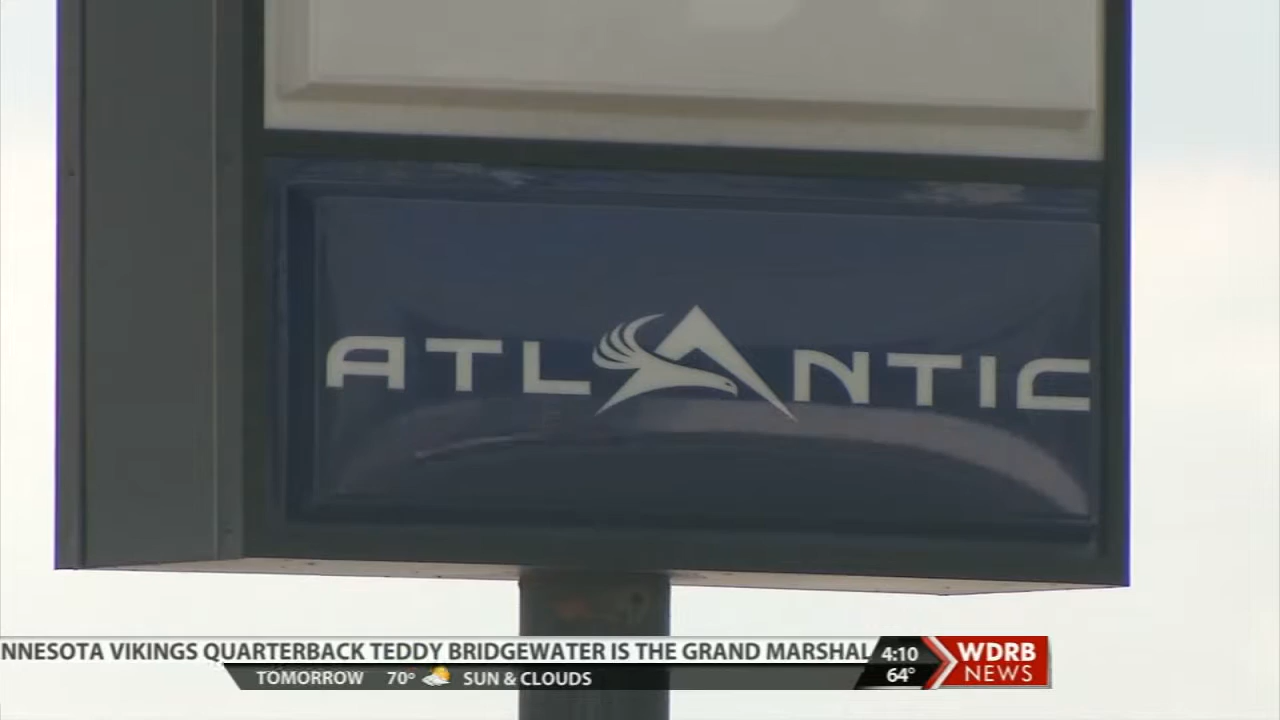 ATLANTIC
NNESOTA VIKINGS QUARTERBACK TEDDY BRIDGEWATER IS THE GRAND MARSHAL
4:10
WDRB
NEWS
TOMORROW 70° SUN & CLOUDS
64°